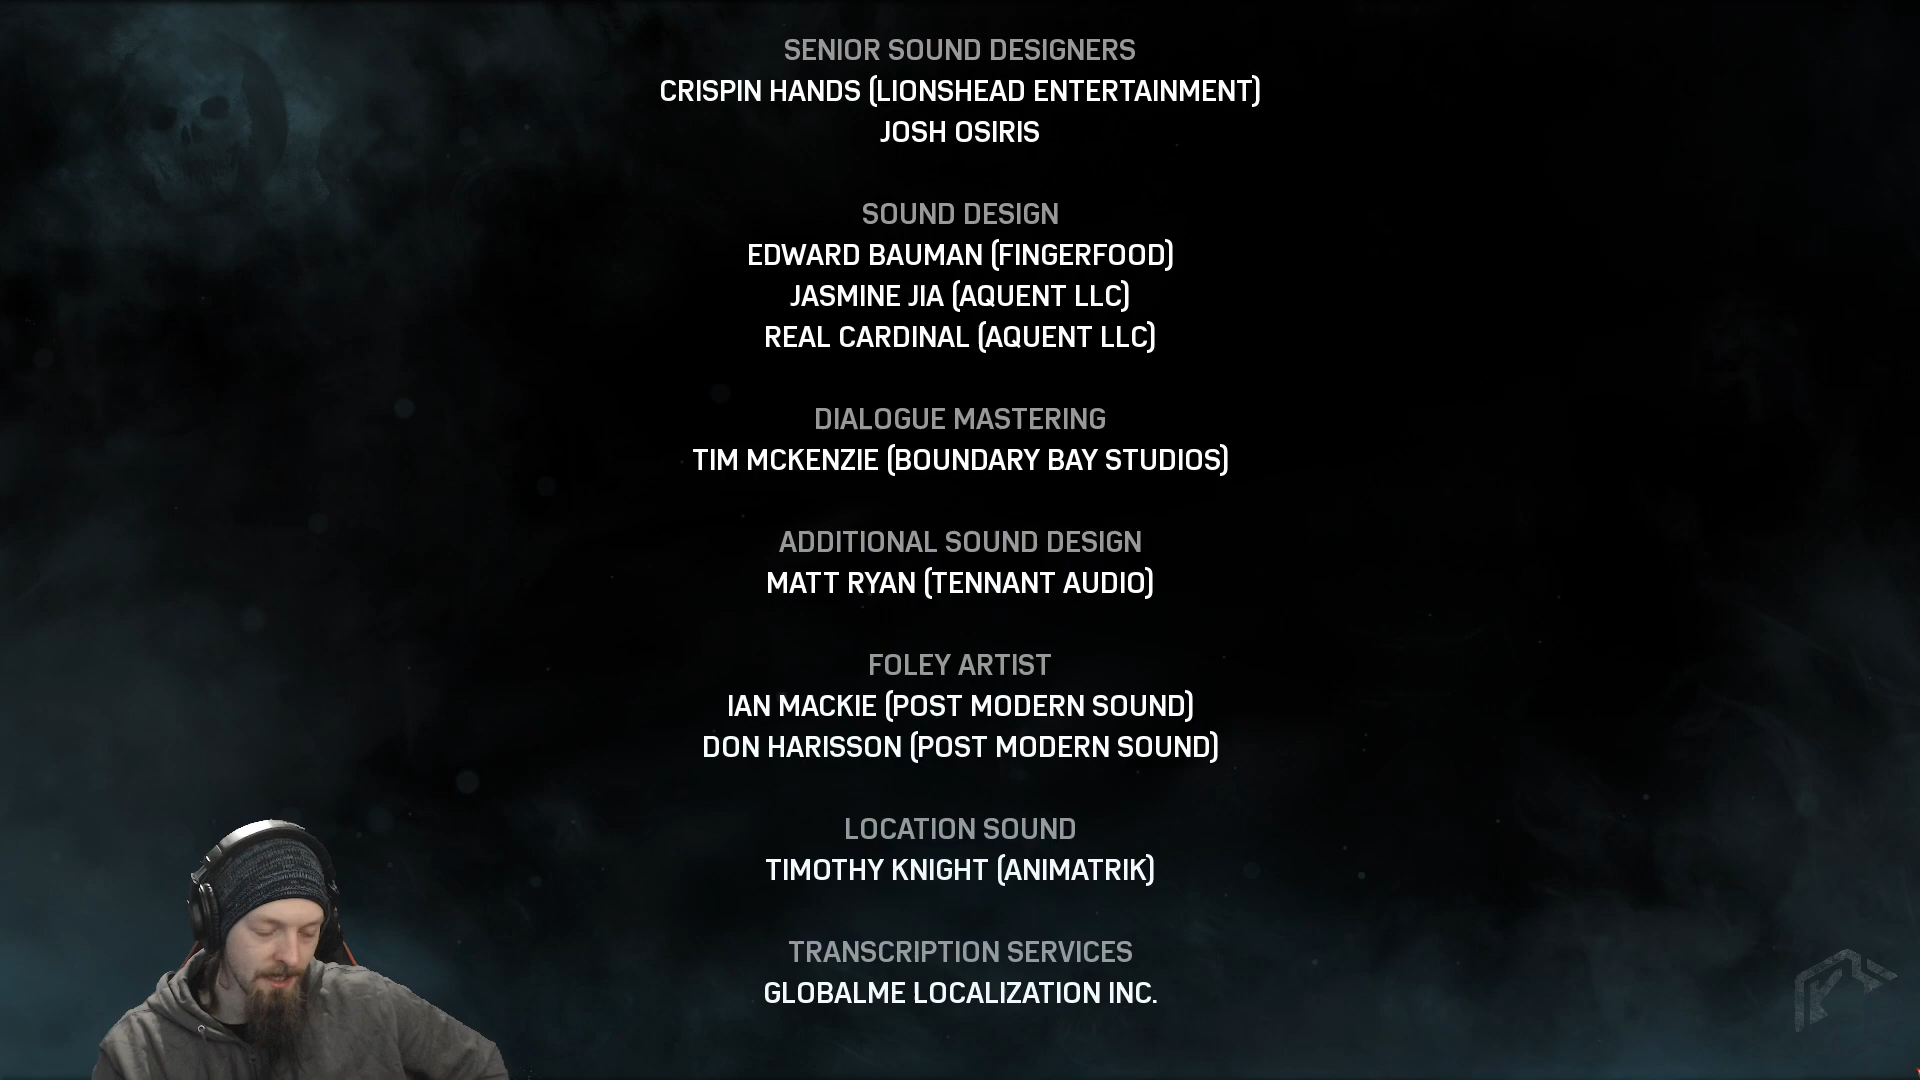 SENIOR SOUND DESIGNERS
CRISPIN HANDS (LIONSHEAD ENTERTAINMENT)
JOSH OSIRIS
SOUND DESIGN
EDWARD BAUMAN (FINGERFOOD)
JASMINE JIA (AQUENT LLC)
REAL CARDINAL (AQUENT LLC)
DIALOGUE MASTERING
TIM MCKENZIE (BOUNDARY BAY STUDIOS)
ADDITIONAL SOUND DESIGN
MATT RYAN (TENNANT AUDIO)
FOLEY ARTIST
IAN MACKIE (POST MODERN SOUND)
DON HARISSON (POST MODERN SOUND)
LOCATION SOUND
TIMOTHY KNIGHT (ANIMATRIK)
TRANSCRIPTION SERVICES
GLOBALME LOCALIZATION INC.